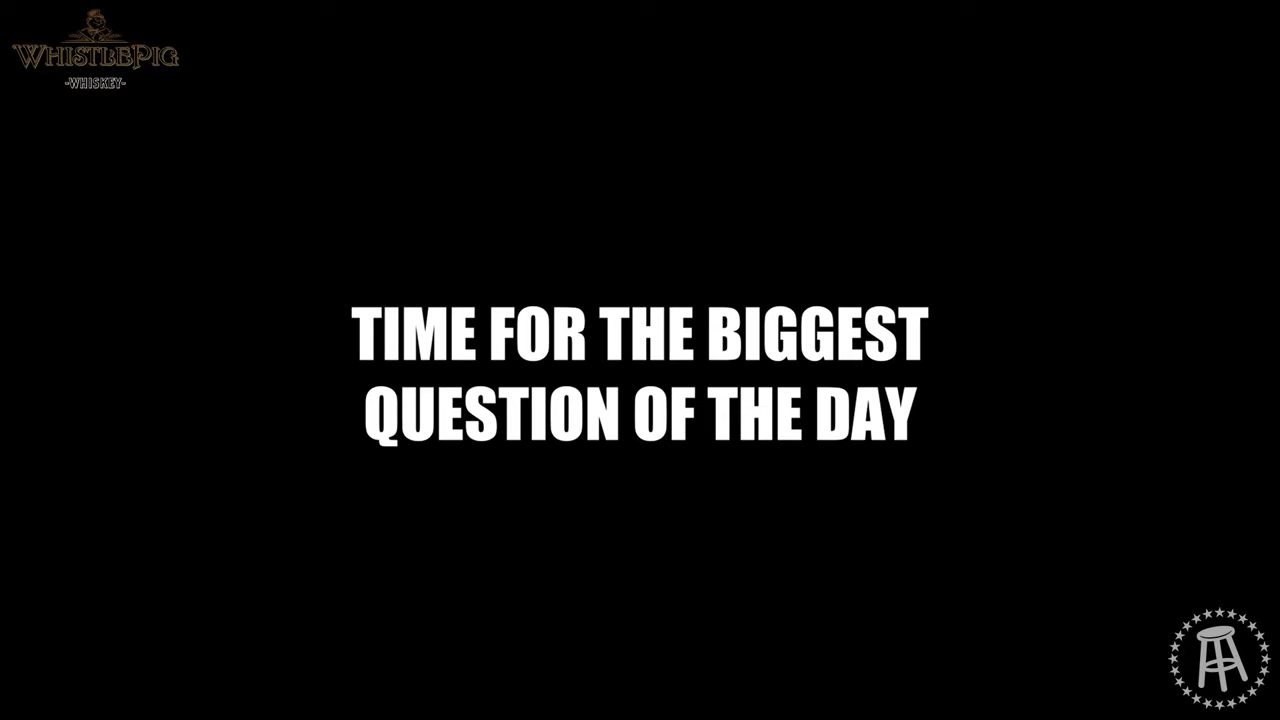 WHISTLEPIG
-WHISKEY-
TIME FOR THE BIGGEST
QUESTION OF THE DAY